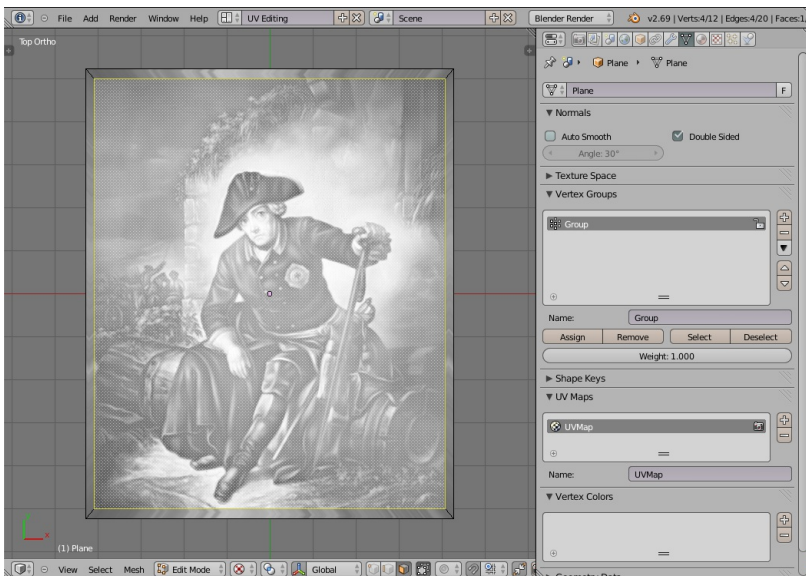 File Add Render Window Help UV Editing Scene Blender Render v2.69 | Verts:4/12 | Edges:4/20 | Faces:1
Top Ortho
Plane Plane
Plane F
Normals
Auto Smooth Double Sided
Angle: 30°
Texture Space
Vertex Groups
Group
Name: Group
Assign Remove Select Deselect
Weight: 1.000
Shape Keys
UV Maps
UVMap
Name: UVMap
Vertex Colors
x
(1) Plane
View Select Mesh Edit Mode Global